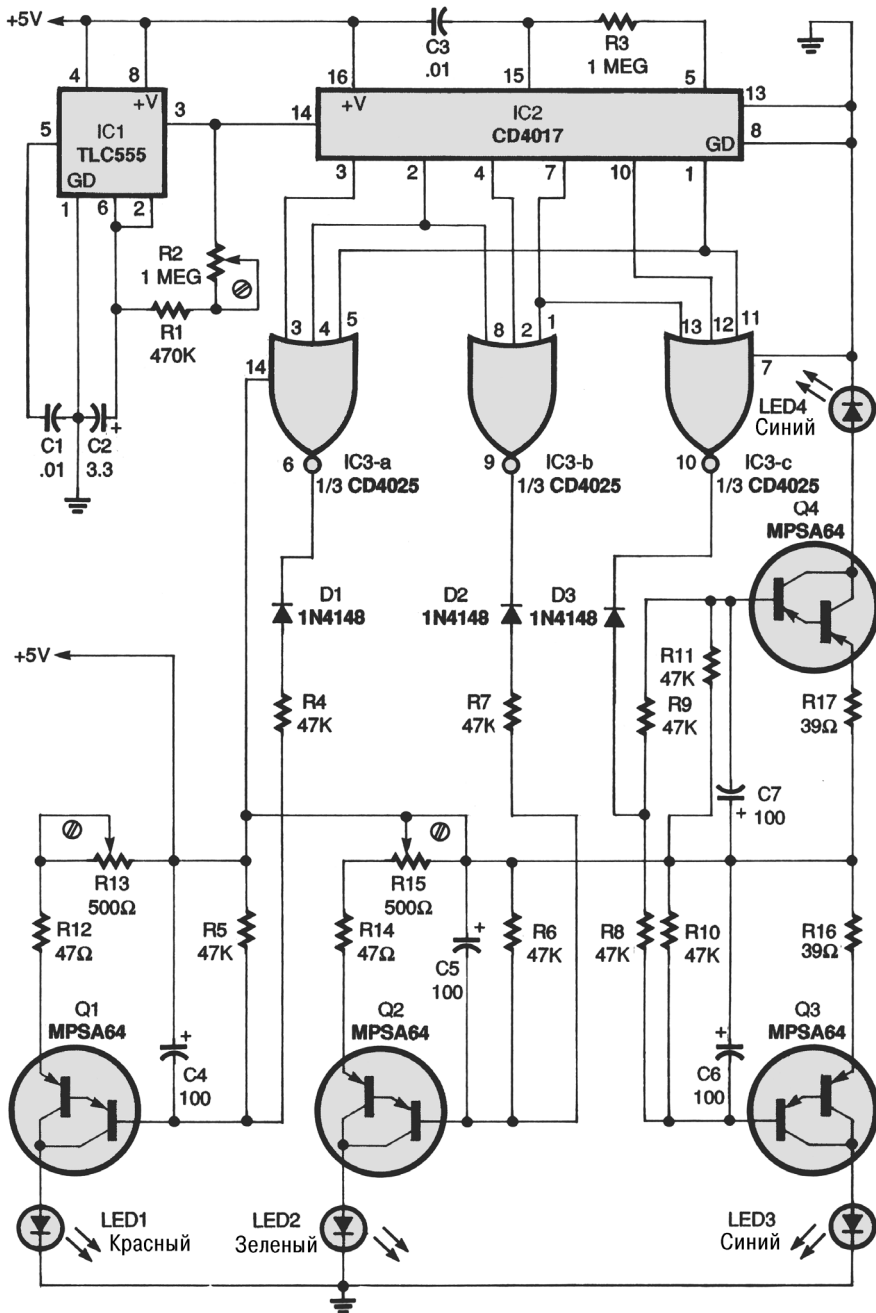 +5V
C3
.01
R3
1 MEG
4
8
+V
5
IC1
TLC555
3
GD
1
6
2
14
16
+V
15
5
IC2
CD4017
13
GD
8
3
2
4
7
10
1
R2
1 MEG
R1
470K
C1
.01
C2
3.3
+
14
3
4
5
6
IC3-a
1/3 CD4025
8
2
1
9
IC3-b
1/3 CD4025
13
12
11
7
10
IC3-c
1/3 CD4025
LED4
Синий
Q4
MPSA64
D1
1N4148
D2
1N4148
D3
1N4148
+5V
R4
47K
R7
47K
R11
47K
R9
47K
R17
39Ω
C7
100
+
R13
500Ω
R15
500Ω
R12
47Ω
R5
47K
R14
47Ω
+
C5
100
R6
47K
R8
47K
R10
47K
R16
39Ω
Q1
MPSA64
+
C4
100
Q2
MPSA64
+
C6
100
Q3
MPSA64
LED1
Красный
LED2
Зеленый
LED3
Синий